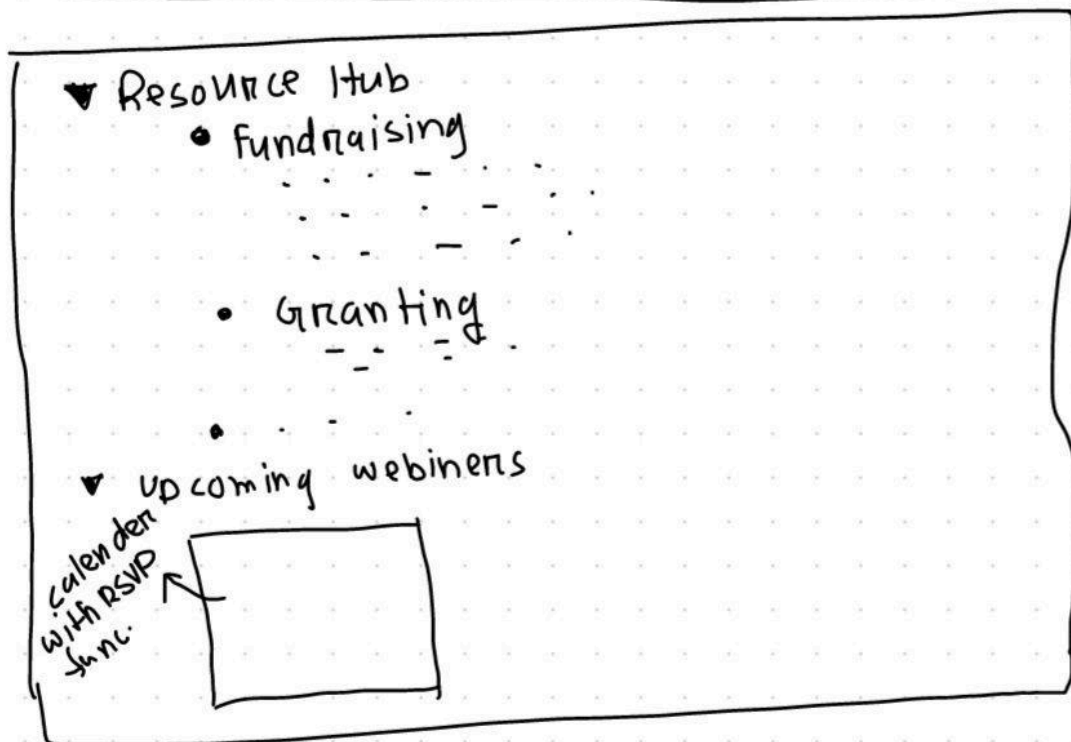 Resource Hub
Fundraising
Granting
Upcoming webiners
calender
with RSVP
func.